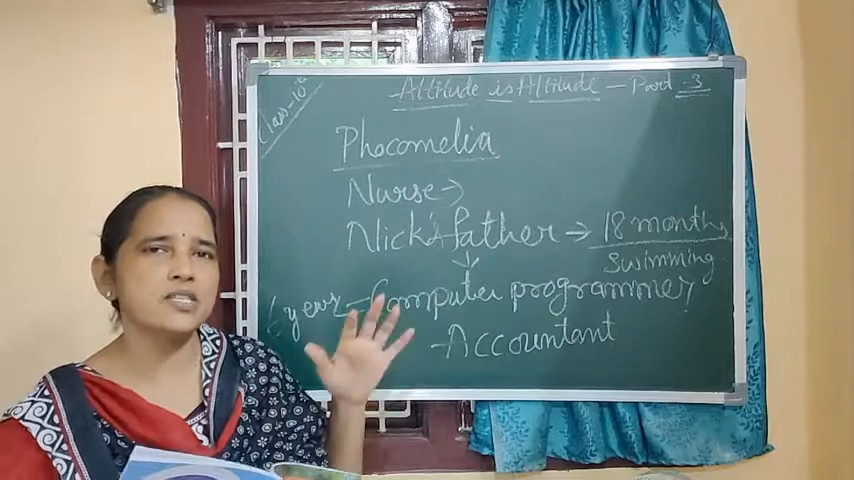 Attitude is Altitude - Part - 3
Class - 10th
Phocomelia
Nurse →
Nick's father → 18 months
↓ Swimming
6 years - Computer programmer
- Accountant